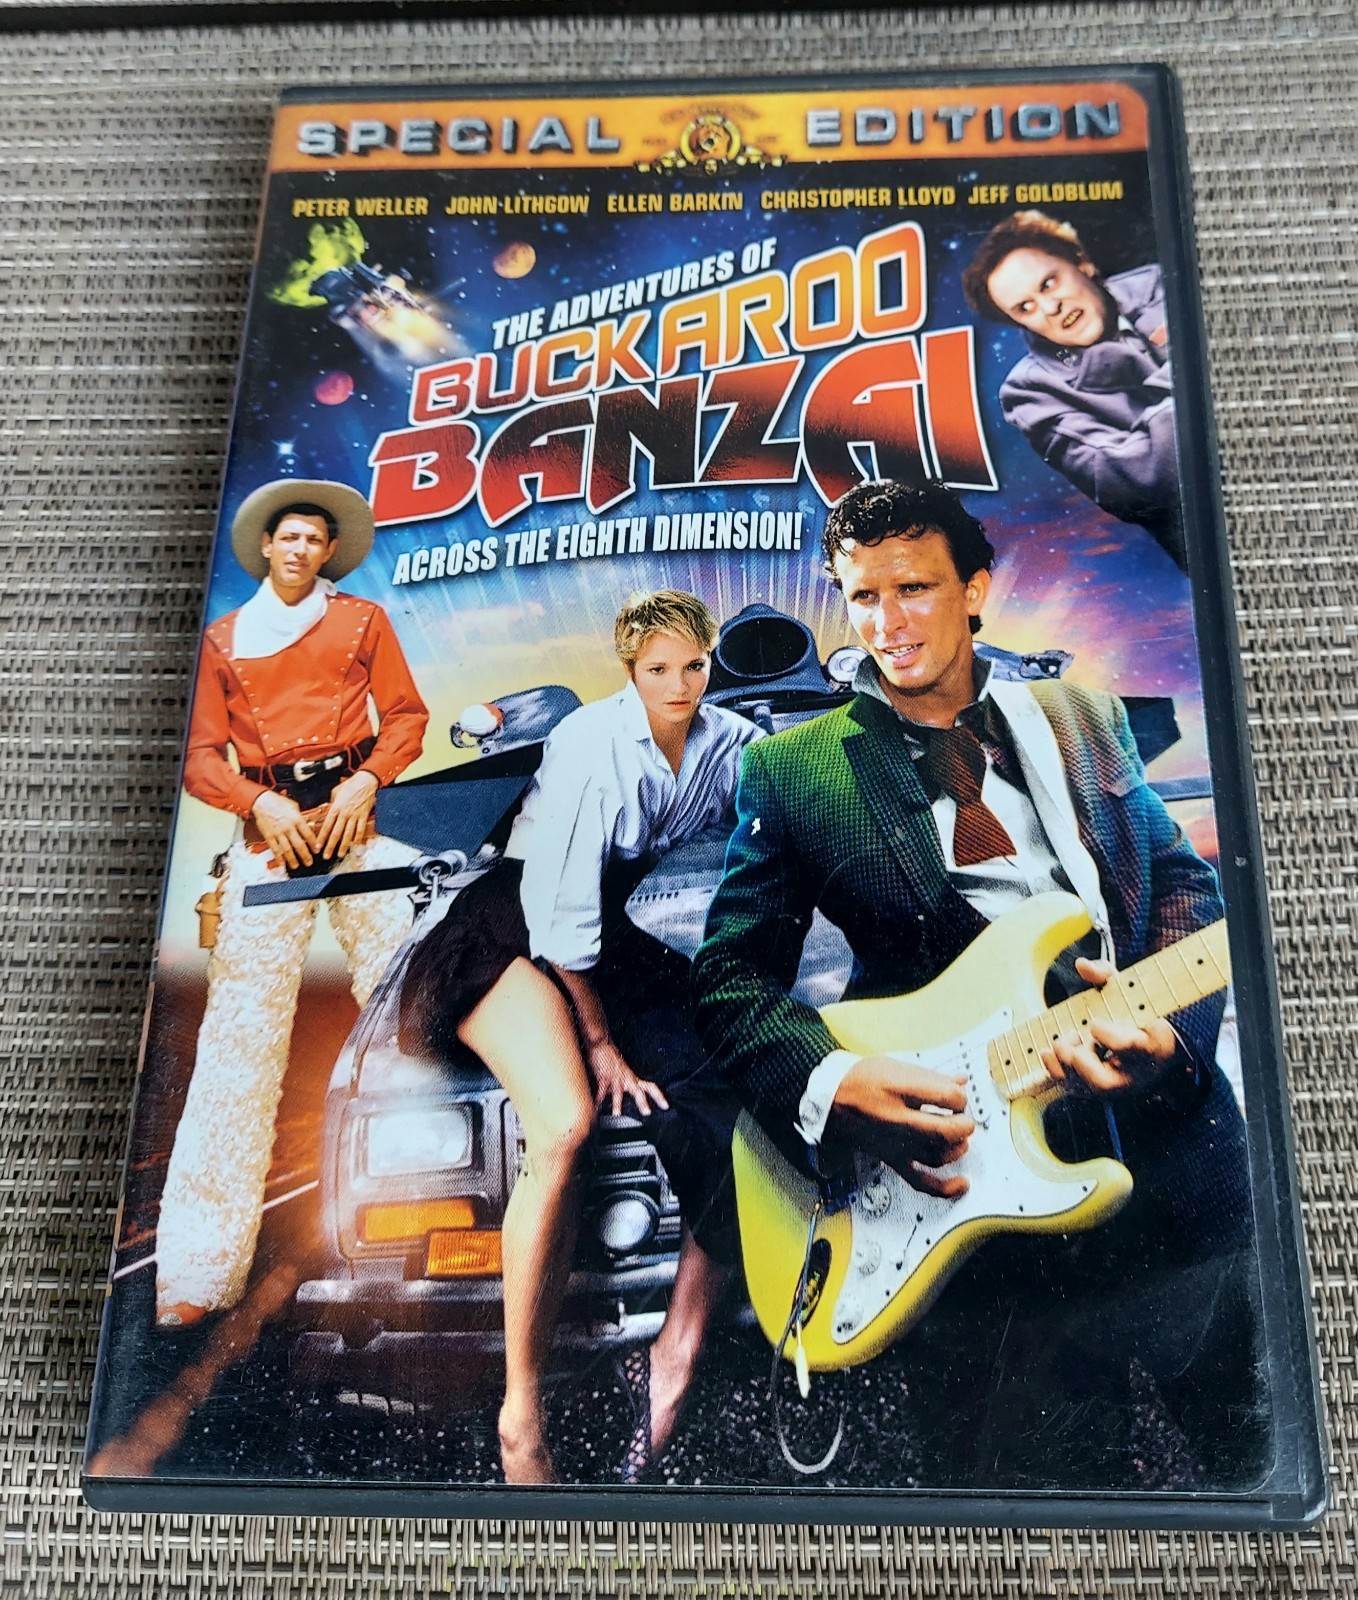 SPECIAL EDITION
PETER WELLER JOHN LITHGOW ELLEN BARKIN CHRISTOPHER LLOYD JEFF GOLDBLUM
THE ADVENTURES OF
BUCKAROO
BANZAI
ACROSS THE EIGHTH DIMENSION!